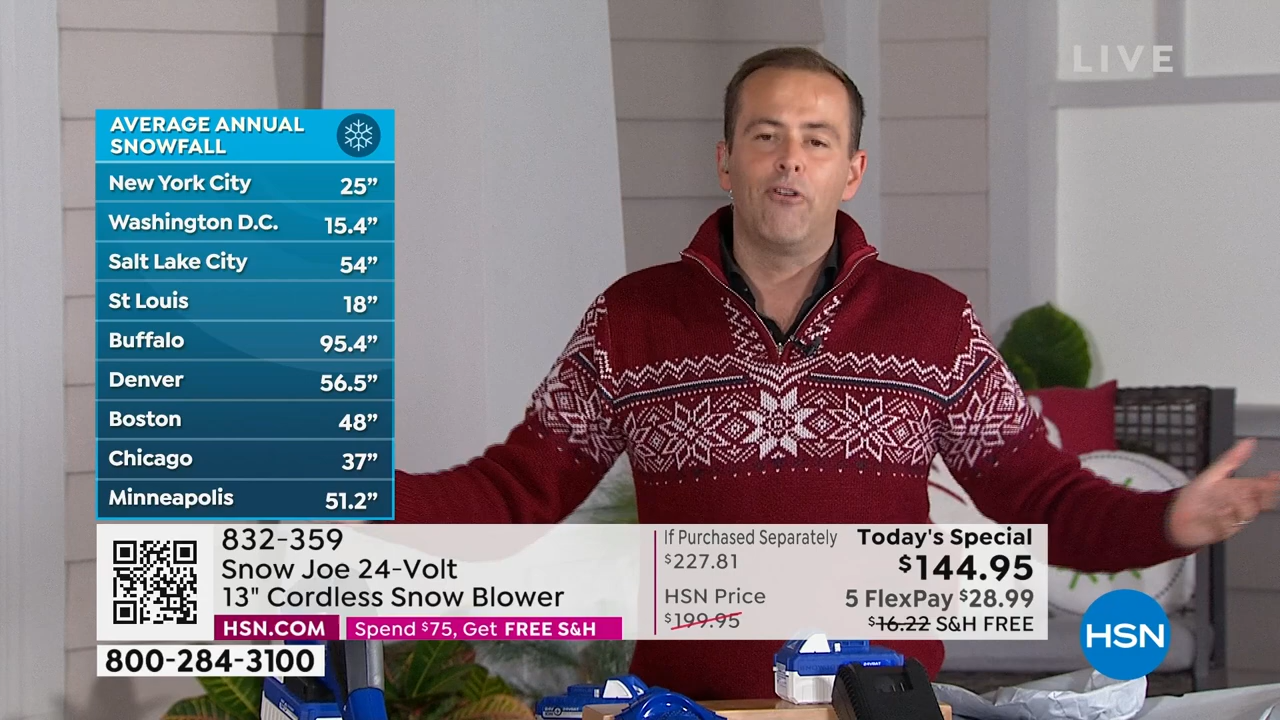 LIVE
AVERAGE ANNUAL
SNOWFALL
New York City 25”
Washington D.C. 15.4”
Salt Lake City 54”
St Louis 18”
Buffalo 95.4”
Denver 56.5”
Boston 48”
Chicago 37”
Minneapolis 51.2”
832-359
Snow Joe 24-Volt
13" Cordless Snow Blower
HSN.COM Spend $75, Get FREE S&H
800-284-3100
If Purchased Separately
$227.81
HSN Price
$199.95
Today's Special
$144.95
5 FlexPay $28.99
$16.22 S&H FREE
HSN